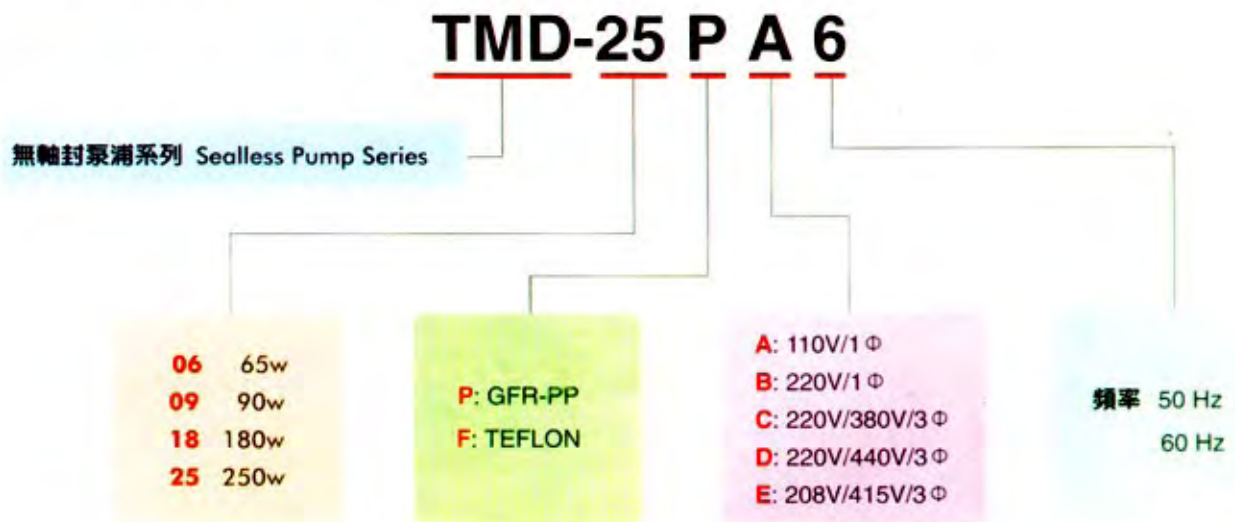 TMD-25 P A 6
無軸封泵浦系列 Sealless Pump Series
06 65w
09 90w
18 180w
25 250w
P: GFR-PP
F: TEFLON
A: 110V/1Φ
B: 220V/1Φ
C: 220V/380V/3Φ
D: 220V/440V/3Φ
E: 208V/415V/3Φ
頻率 50 Hz
60 Hz